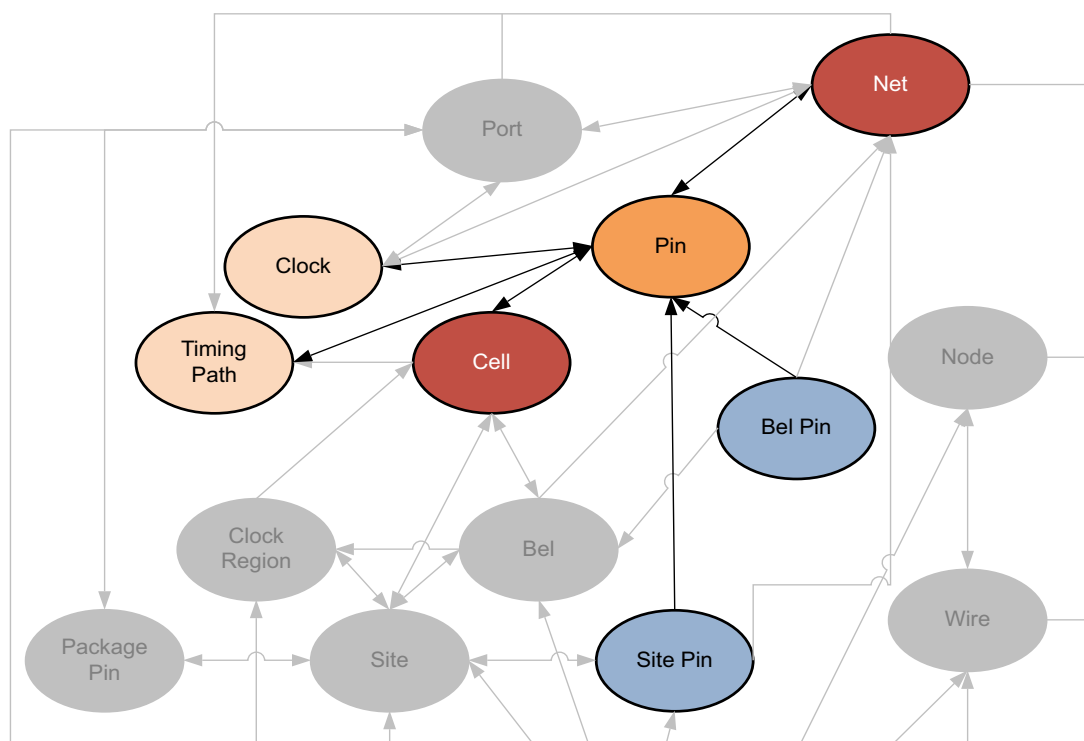 Net
Port
Pin
Clock
Timing
Path
Cell
Node
Bel Pin
Clock
Region
Bel
Wire
Package
Pin
Site
Site Pin